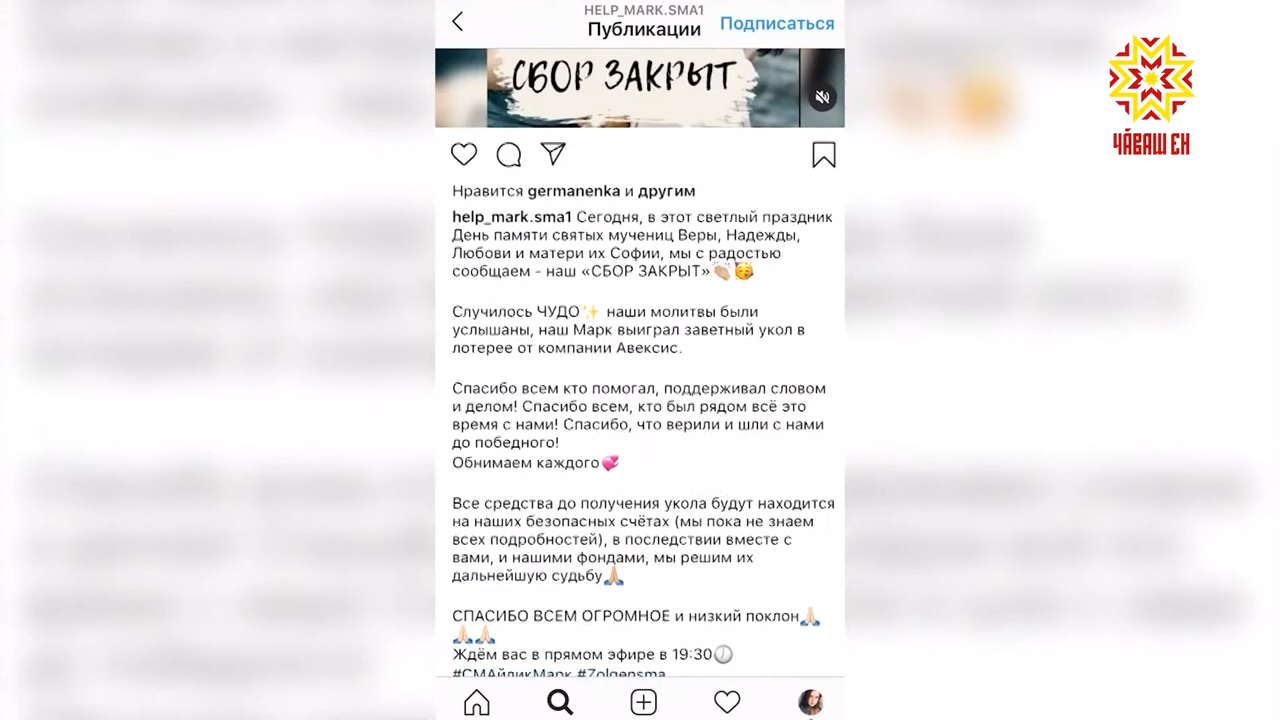 HELP_MARK.SMA1
Публикации
Подписаться
СБОР ЗАКРЫТ
ЧӐВАШ ЕН
Нравится germanenka и другим
help_mark.sma1 Сегодня, в этот светлый праздник
День памяти святых мучениц Веры, Надежды,
Любови и матери их Софии, мы с радостью
сообщаем - наш «СБОР ЗАКРЫТ»👏🏼🥳
Случилось ЧУДО✨ наши молитвы были
услышаны, наш Марк выиграл заветный укол в
лотерее от компании Авексис.
Спасибо всем кто помогал, поддерживал словом
и делом! Спасибо всем, кто был рядом всё это
время с нами! Спасибо, что верили и шли с нами
до победного!
Обнимаем каждого💞
Все средства до получения укола будут находится
на наших безопасных счётах (мы пока не знаем
всех подробностей), в последствии вместе с
вами, и нашими фондами, мы решим их
дальнейшую судьбу🙏🏻
СПАСИБО ВСЕМ ОГРОМНОЕ и низкий поклон🙏🏻
🙏🏻🙏🏻
Ждём вас в прямом эфире в 19:30🕖
#СМАйликМарк #Zolgensma